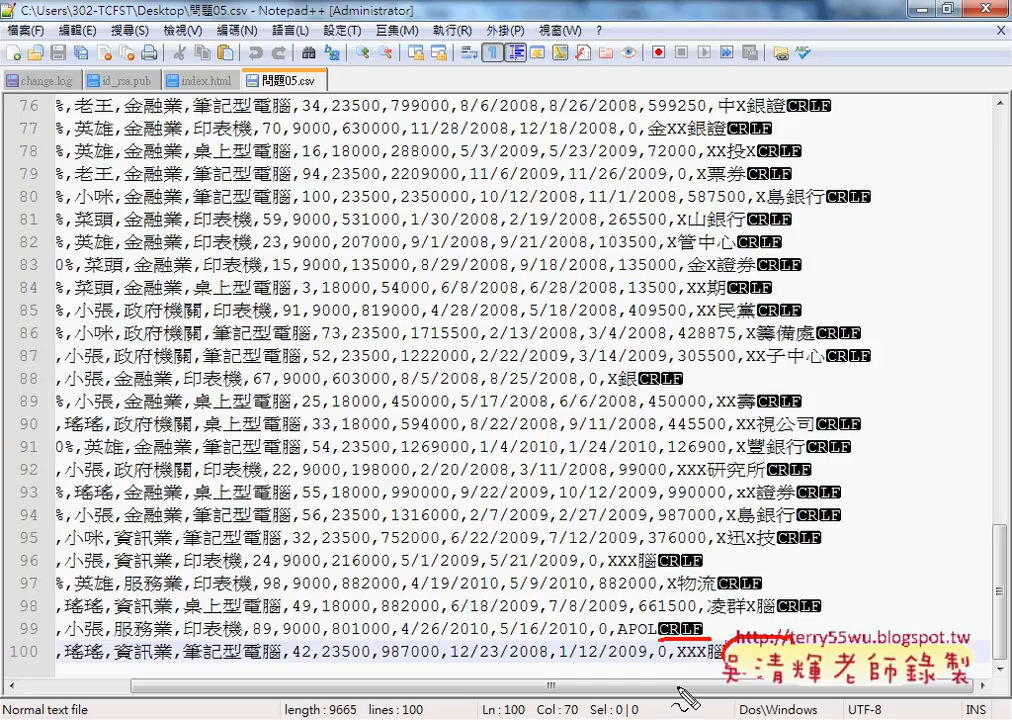 C:\Users\302-TCFST\Desktop\問題05.csv - Notepad++ [Administrator]
檔案(F) 編輯(E) 搜尋(S) 檢視(V) 編碼(N) 語言(L) 設定(T) 巨集(M) 執行(R) 外掛(P) 視窗(W) ? X
change.log id_rsa.pub index.html 問題05.csv
76 %,老王,金融業,筆記型電腦,34,23500,799000,8/6/2008,8/26/2008,599250,中X銀證CRLF
77 %,英雄,金融業,印表機,70,9000,630000,11/28/2008,12/18/2008,0,金XX銀證CRLF
78 %,英雄,金融業,桌上型電腦,16,18000,288000,5/3/2009,5/23/2009,72000,XX投XCRLF
79 %,老王,金融業,筆記型電腦,94,23500,2209000,11/6/2009,11/26/2009,0,X票券CRLF
80 %,小咪,金融業,筆記型電腦,100,23500,2350000,10/12/2008,11/1/2008,587500,X島銀行CRLF
81 %,菜頭,金融業,印表機,59,9000,531000,1/30/2008,2/19/2008,265500,X山銀行CRLF
82 %,英雄,金融業,印表機,23,9000,207000,9/1/2008,9/21/2008,103500,X管中心CRLF
83 0%,菜頭,金融業,印表機,15,9000,135000,8/29/2008,9/18/2008,135000,金X證券CRLF
84 %,菜頭,金融業,桌上型電腦,3,18000,54000,6/8/2008,6/28/2008,13500,XX期CRLF
85 %,小張,政府機關,印表機,91,9000,819000,4/28/2008,5/18/2008,409500,XX民黨CRLF
86 %,小咪,政府機關,筆記型電腦,73,23500,1715500,2/13/2008,3/4/2008,428875,X籌備處CRLF
87 ,小張,政府機關,筆記型電腦,52,23500,1222000,2/22/2009,3/14/2009,305500,XX子中心CRLF
88 ,小張,金融業,印表機,67,9000,603000,8/5/2008,8/25/2008,0,X銀CRLF
89 %,小張,金融業,桌上型電腦,25,18000,450000,5/17/2008,6/6/2008,450000,XX壽CRLF
90 ,瑤瑤,政府機關,桌上型電腦,33,18000,594000,8/22/2008,9/11/2008,445500,XX視公司CRLF
91 0%,英雄,金融業,筆記型電腦,54,23500,1269000,1/4/2010,1/24/2010,126900,X豐銀行CRLF
92 ,小張,政府機關,印表機,22,9000,198000,2/20/2008,3/11/2008,99000,XXX研究所CRLF
93 %,瑤瑤,金融業,桌上型電腦,55,18000,990000,9/22/2009,10/12/2009,990000,xX證券CRLF
94 ,小張,金融業,筆記型電腦,56,23500,1316000,2/7/2009,2/27/2009,987000,X島銀行CRLF
95 ,小咪,資訊業,筆記型電腦,32,23500,752000,6/22/2009,7/12/2009,376000,X迅X技CRLF
96 ,小張,資訊業,印表機,24,9000,216000,5/1/2009,5/21/2009,0,XXX腦CRLF
97 %,英雄,服務業,印表機,98,9000,882000,4/19/2010,5/9/2010,882000,X物流CRLF
98 ,瑤瑤,資訊業,桌上型電腦,49,18000,882000,6/18/2009,7/8/2009,661500,凌群X腦CRLF
99 ,小張,服務業,印表機,89,9000,801000,4/26/2010,5/16/2010,0,APOLCRLF
100 ,瑤瑤,資訊業,筆記型電腦,42,23500,987000,12/23/2008,1/12/2009,0,XXX腦
http://terry55wu.blogspot.tw
吳清輝老師錄製
Normal text file length : 9665 lines : 100 Ln : 100 Col : 70 Sel : 0 | 0 Dos\Windows UTF-8 INS